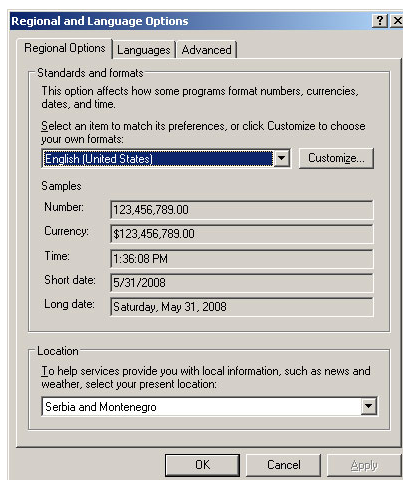 Regional and Language Options
Regional Options Languages Advanced
Standards and formats
This option affects how some programs format numbers, currencies,
dates, and time.
Select an item to match its preferences, or click Customize to choose
your own formats:
English (United States) Customize...
Samples
Number: 123,456,789.00
Currency: $123,456,789.00
Time: 1:36:08 PM
Short date: 5/31/2008
Long date: Saturday, May 31, 2008
Location
To help services provide you with local information, such as news and
weather, select your present location:
Serbia and Montenegro
OK Cancel Apply